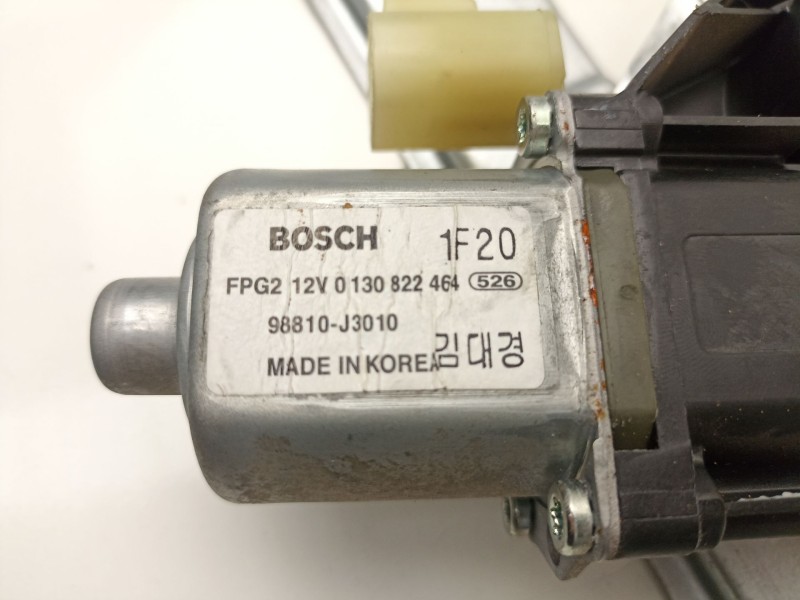 BOSCH 1F20
FPG2 12V 0 130 822 464 526
98810-J3010
MADE IN KOREA 김대경